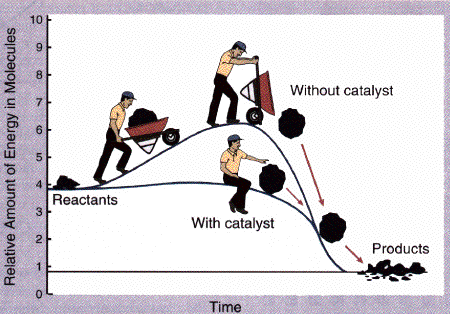 Relative Amount of Energy in Molecules
10
9
8
7
6
5
4
3
2
1
0
Without catalyst
Reactants
With catalyst
Products
Time